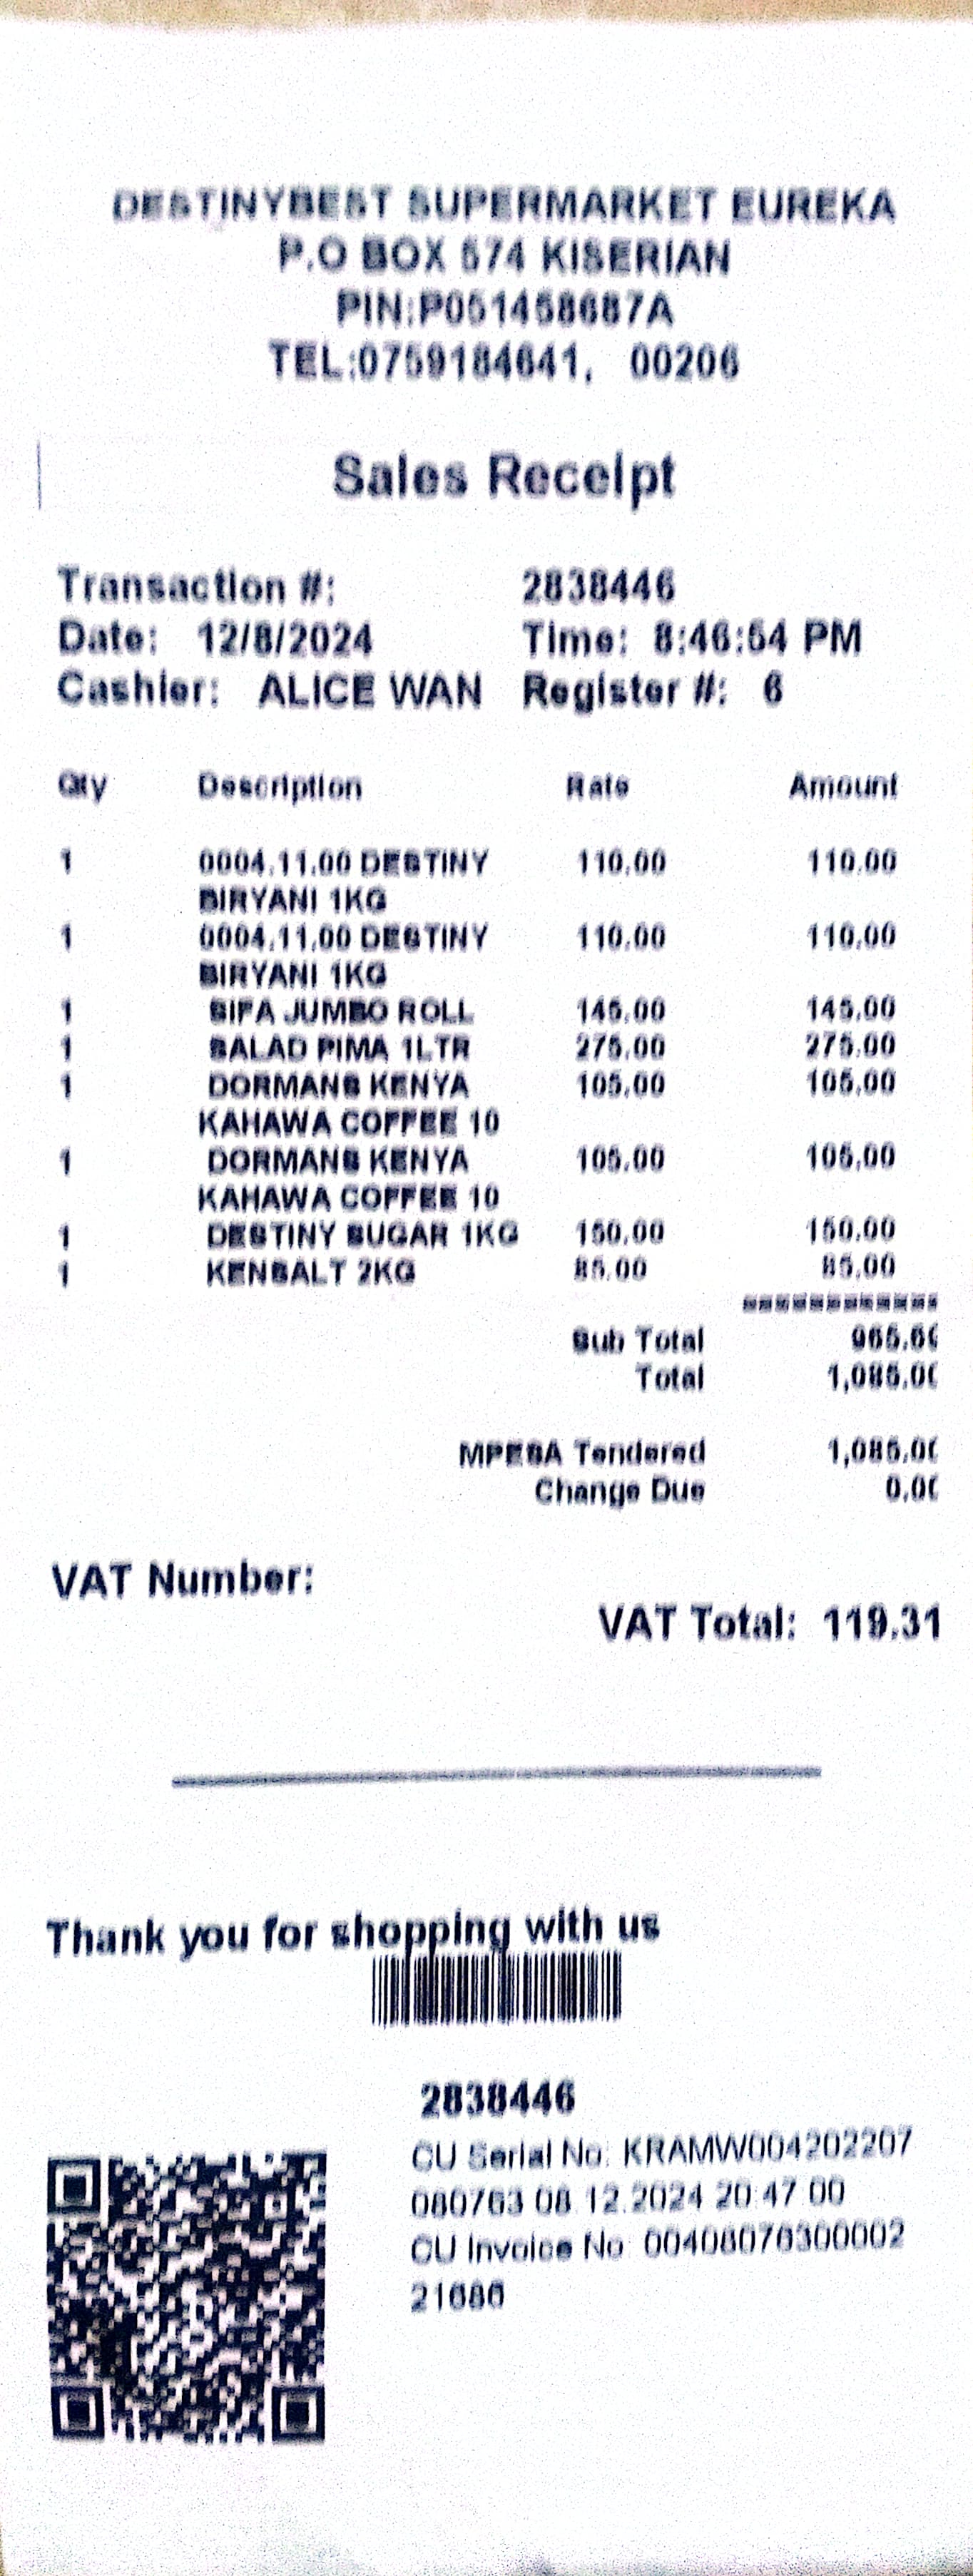 DESTINYBEST SUPERMARKET EUREKA
P.O BOX 574 KISERIAN
PIN:P051458687A
TEL:0759184641, 00206
Sales Receipt
Transaction #: 2838446
Date: 12/8/2024 Time: 8:46:54 PM
Cashier: ALICE WAN Register #: 6
Qty Description Rate Amount
1 0004.11.00 DESTINY 110.00 110.00
BIRYANI 1KG
1 0004.11.00 DESTINY 110.00 110.00
BIRYANI 1KG
1 SIFA JUMBO ROLL 145.00 145.00
1 SALAD PIMA 1LTR 275.00 275.00
1 DORMANS KENYA 105.00 105.00
KAHAWA COFFEE 10
1 DORMANS KENYA 105.00 105.00
KAHAWA COFFEE 10
1 DESTINY SUGAR 1KG 150.00 150.00
1 KENSALT 2KG 85.00 85.00
============
Sub Total
Total 1,085.00
MPESA Tendered 1,085.00
Change Due 0.00
VAT Number:
VAT Total: 119.31
Thank you for shopping with us
2838446
CU Serial No: KRAMW004202207
080763 08.12.2024 20:47:00
CU Invoice No: 00408076300002